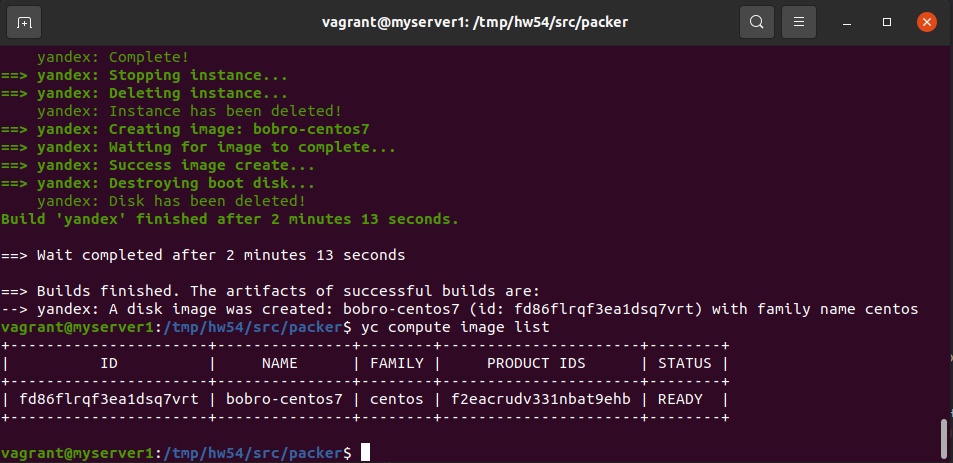 vagrant@myserver1: /tmp/hw54/src/packer
    yandex: Complete!
==> yandex: Stopping instance...
==> yandex: Deleting instance...
    yandex: Instance has been deleted!
==> yandex: Creating image: bobro-centos7
==> yandex: Waiting for image to complete...
==> yandex: Success image create...
==> yandex: Destroying boot disk...
    yandex: Disk has been deleted!
Build 'yandex' finished after 2 minutes 13 seconds.

==> Wait completed after 2 minutes 13 seconds

==> Builds finished. The artifacts of successful builds are:
--> yandex: A disk image was created: bobro-centos7 (id: fd86flrqf3ea1dsq7vrt) with family name centos
vagrant@myserver1:/tmp/hw54/src/packer$ yc compute image list
+----------------------+---------------+--------+----------------------+--------+
|          ID          |     NAME      | FAMILY |     PRODUCT IDS      | STATUS |
+----------------------+---------------+--------+----------------------+--------+
| fd86flrqf3ea1dsq7vrt | bobro-centos7 | centos | f2eacrudv331nbat9ehb | READY  |
+----------------------+---------------+--------+----------------------+--------+

vagrant@myserver1:/tmp/hw54/src/packer$